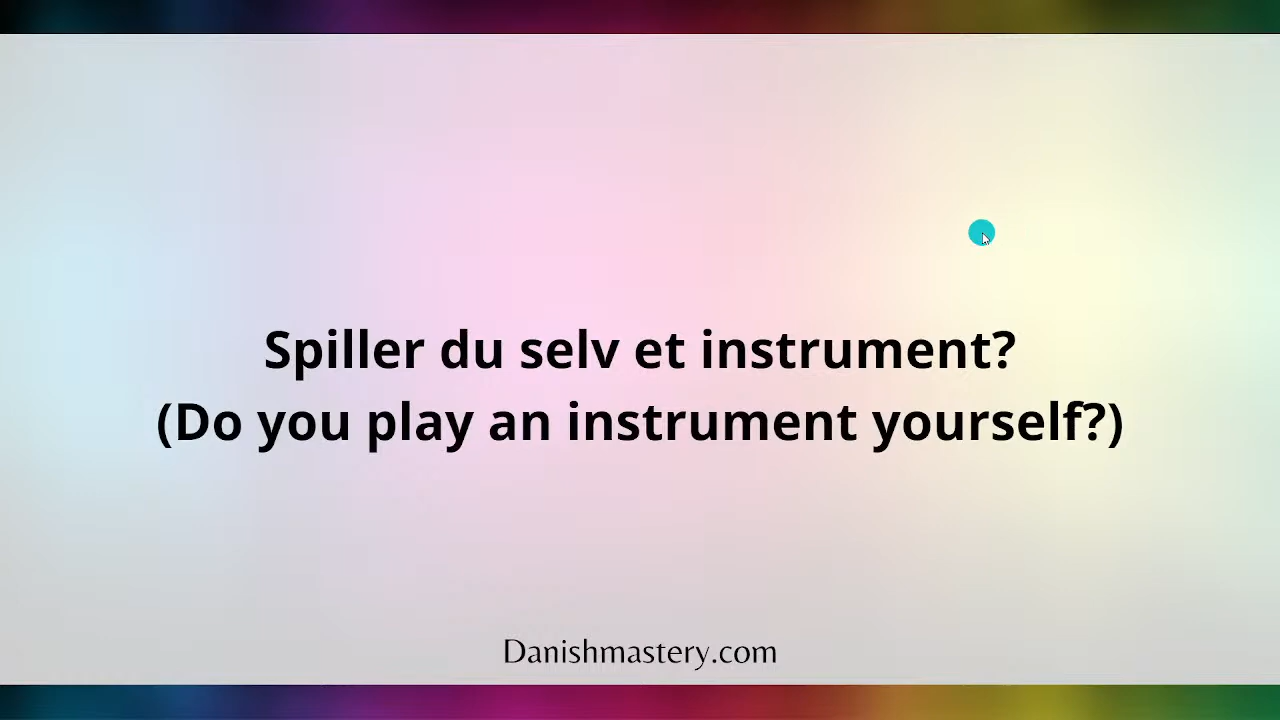 Spiller du selv et instrument?
(Do you play an instrument yourself?)
Danishmastery.com